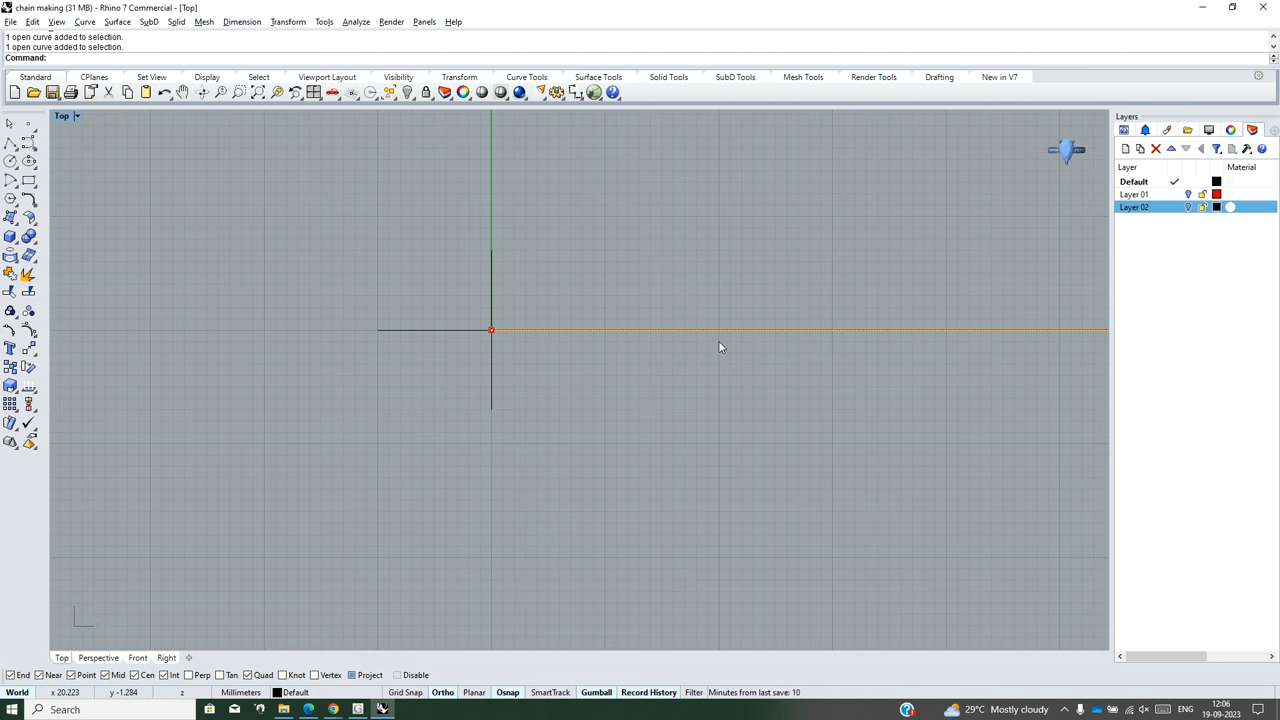 chain making (31 MB) - Rhino 7 Commercial - [Top]
File Edit View Curve Surface SubD Solid Mesh Dimension Transform Tools Analyze Render Panels Help
1 open curve added to selection.
1 open curve added to selection.
Command:
Standard CPlanes Set View Display Select Viewport Layout Visibility Transform Curve Tools Surface Tools Solid Tools SubD Tools Mesh Tools Render Tools Drafting New in V7
Top
Layers
Layer Material
Default
Layer 01
Layer 02
Top Perspective Front Right
End Near Point Mid Cen Int Perp Tan Quad Knot Vertex Project Disable
World x 20.223 y -1.284 z Millimeters Default Grid Snap Ortho Planar Osnap SmartTrack Gumball Record History Filter Minutes from last save: 10
Search
29°C Mostly cloudy
ENG
12:06
19-09-2023